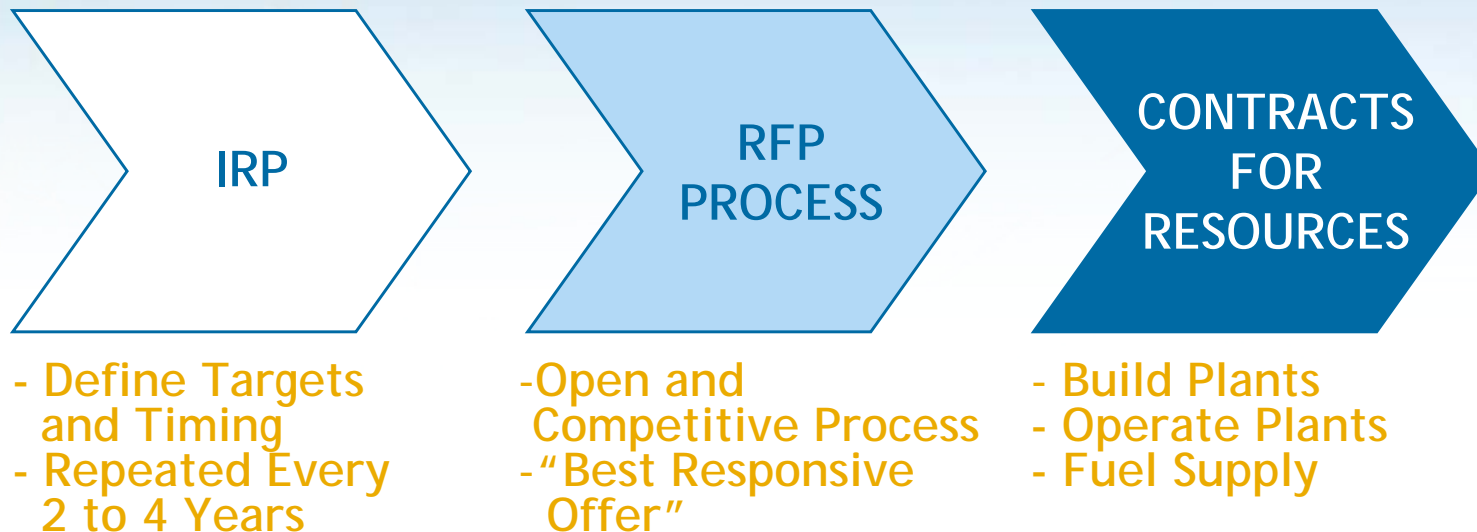 IRP
- Define Targets
and Timing
- Repeated Every
2 to 4 Years
RFP
PROCESS
-Open and
Competitive Process
-“Best Responsive
Offer”
CONTRACTS
FOR
RESOURCES
- Build Plants
- Operate Plants
- Fuel Supply